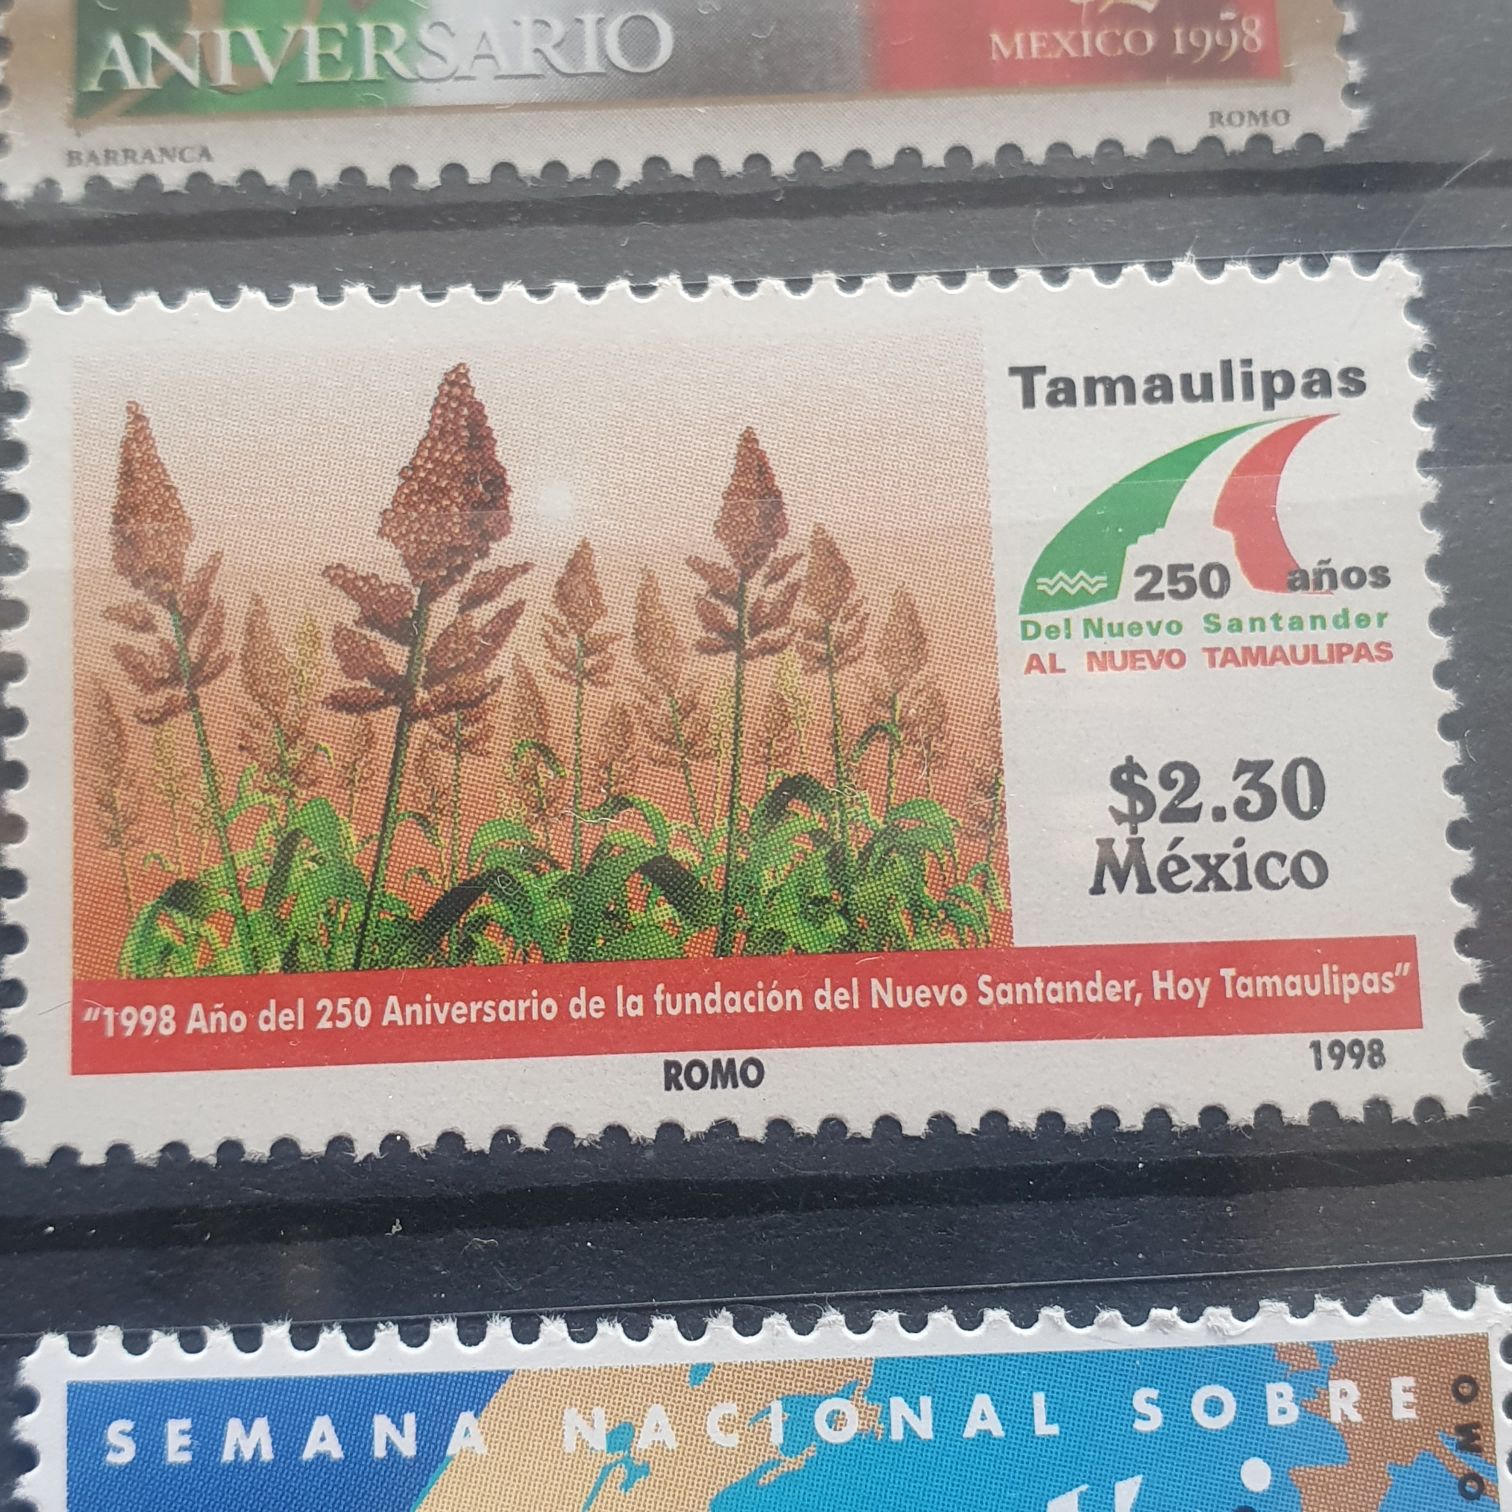 ANIVERSARIO
MEXICO 1998
BARRANCA
ROMO
Tamaulipas
250 años
Del Nuevo Santander
AL NUEVO TAMAULIPAS
$2.30
México
"1998 Año del 250 Aniversario de la fundación del Nuevo Santander, Hoy Tamaulipas"
ROMO
1998
SEMANA NACIONAL SOBRE